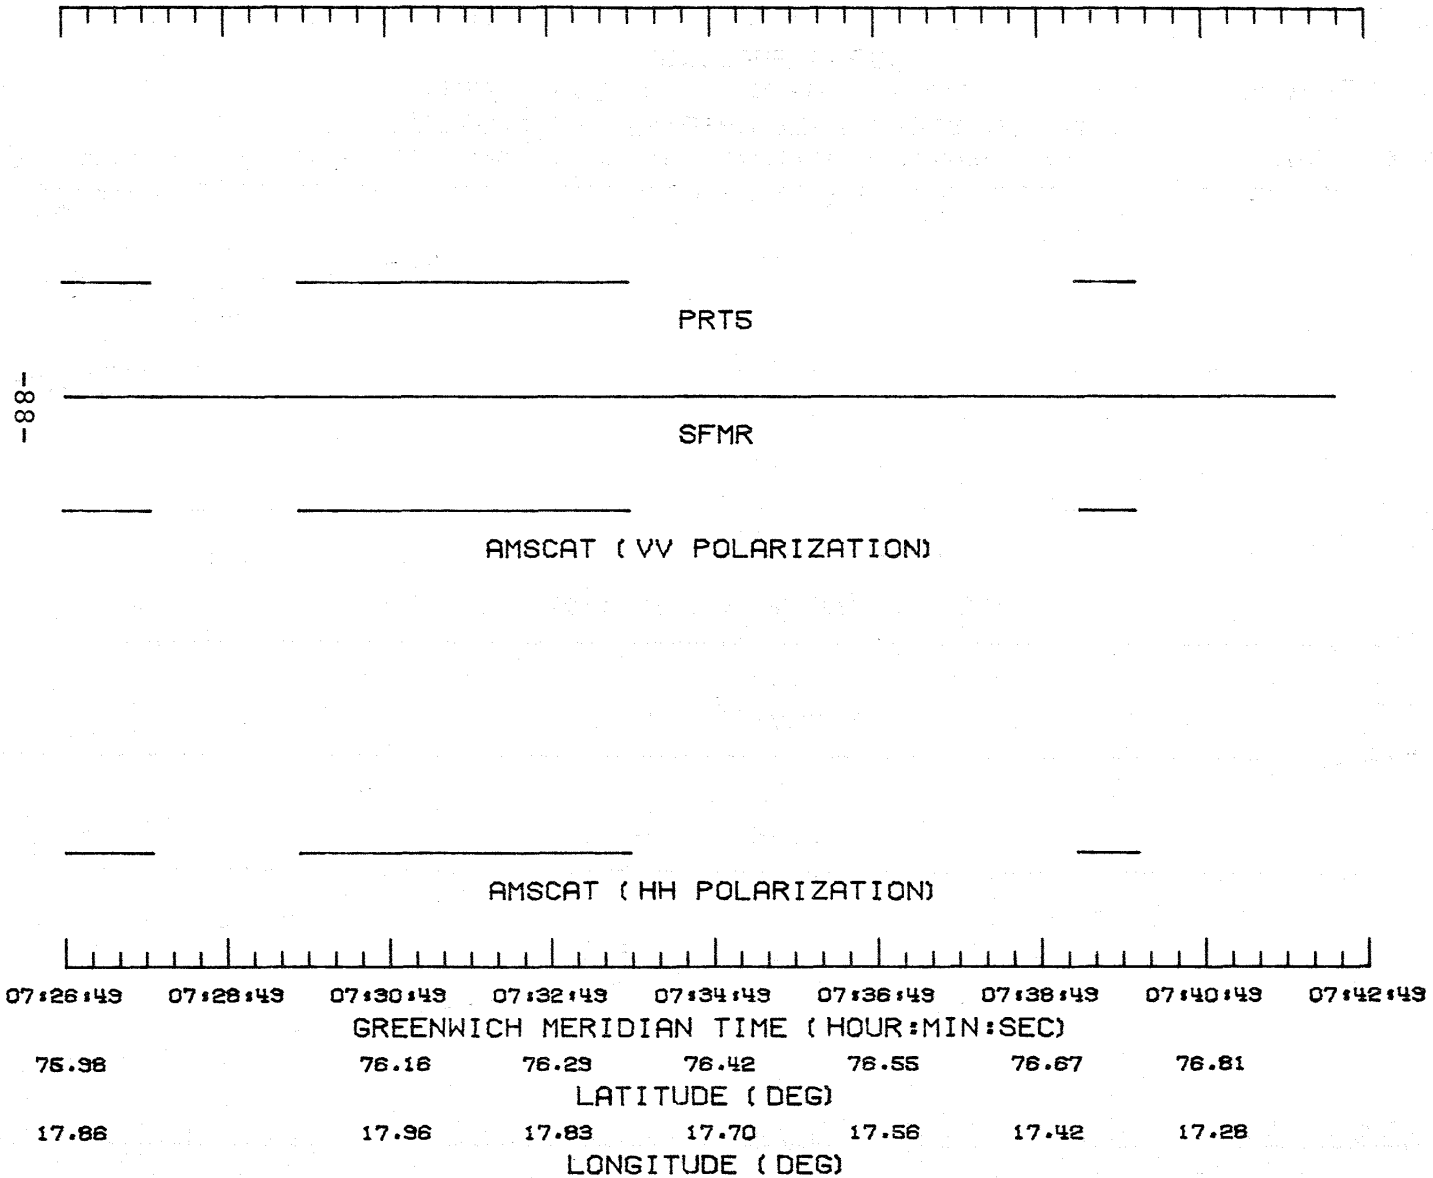 PRT5
-88-
SFMR
AMSCAT (VV POLARIZATION)
AMSCAT (HH POLARIZATION)
07:26:49 07:28:49 07:30:49 07:32:49 07:34:49 07:36:49 07:38:49 07:40:49 07:42:49
GREENWICH MERIDIAN TIME (HOUR:MIN:SEC)
75.98 76.16 76.29 76.42 76.55 76.67 76.81
LATITUDE (DEG)
17.86 17.96 17.83 17.70 17.56 17.42 17.28
LONGITUDE (DEG)